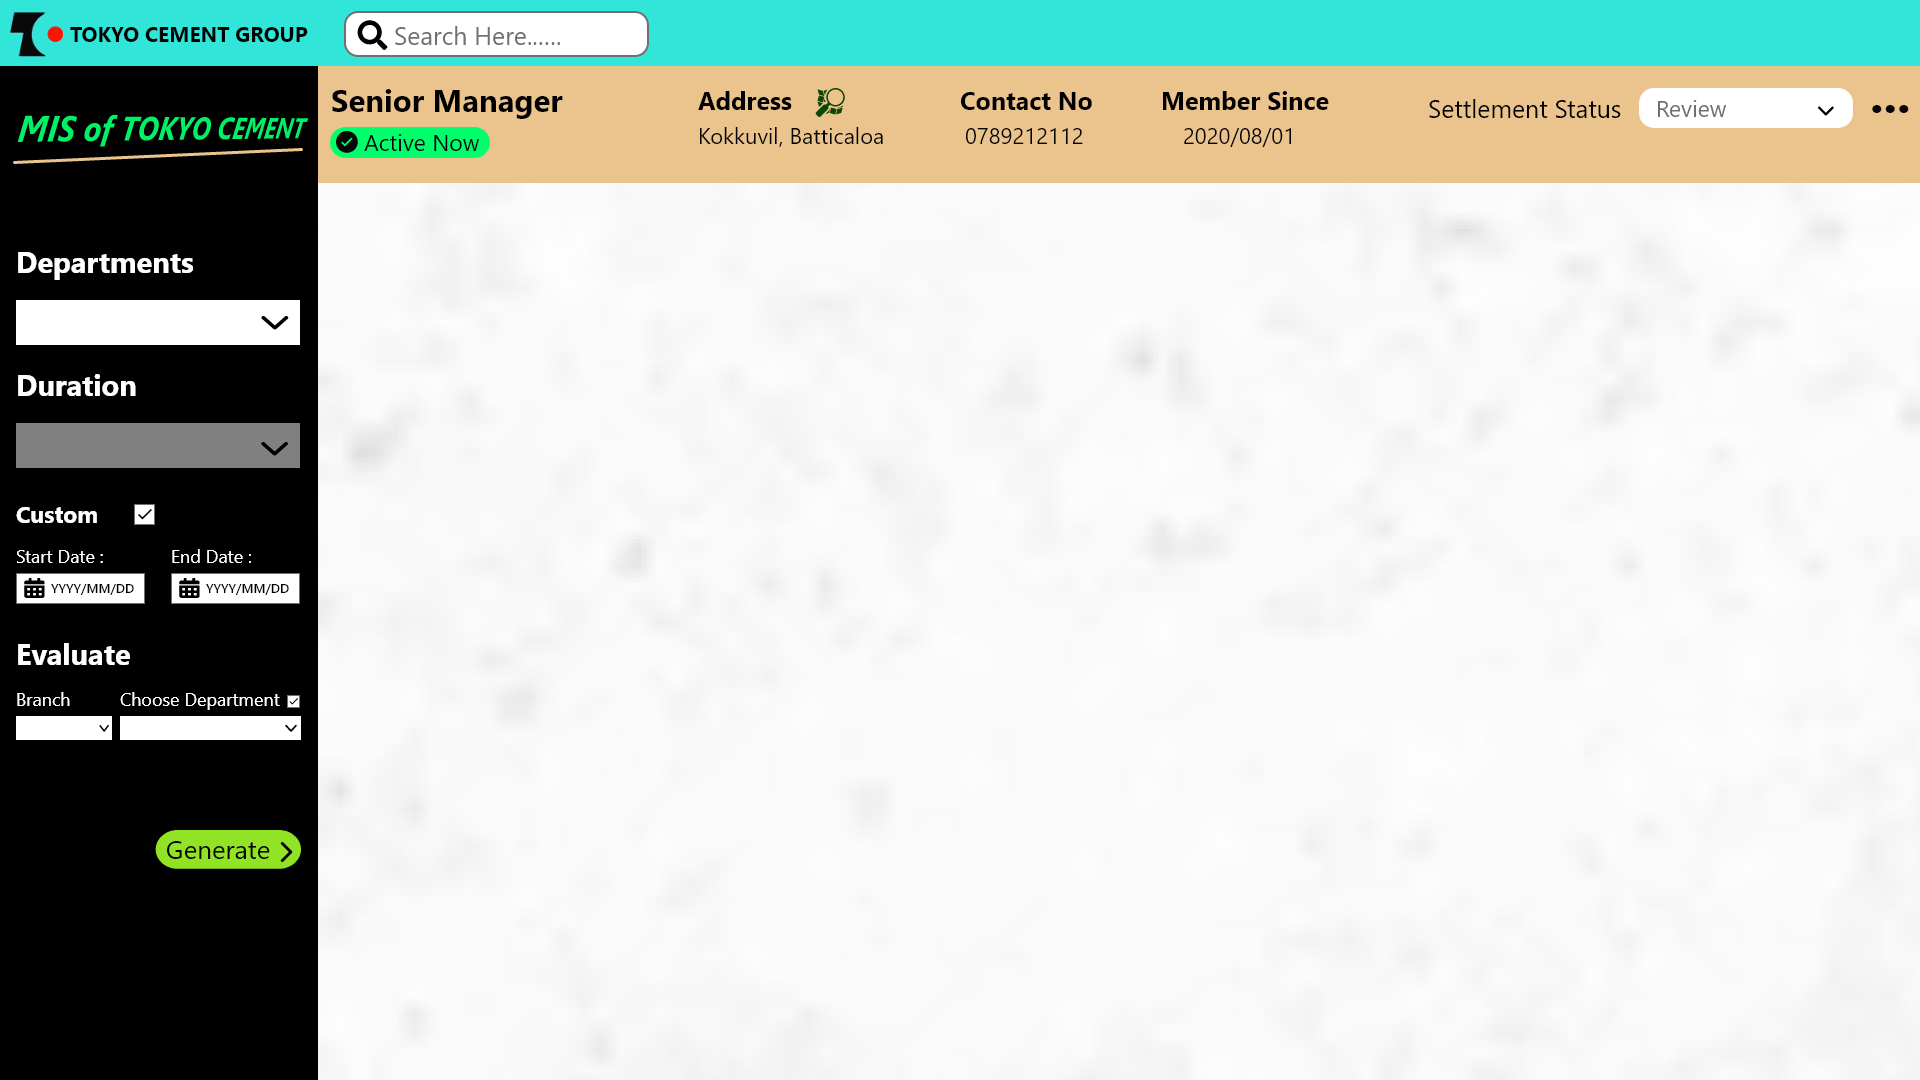 TOKYO CEMENT GROUP
Search Here......
MIS of TOKYO CEMENT
Senior Manager
Active Now
Address
Kokkuvil, Batticaloa
Contact No
0789212112
Member Since
2020/08/01
Settlement Status
Review
Departments
Duration
Custom
Start Date :
End Date :
YYYY/MM/DD
YYYY/MM/DD
Evaluate
Branch
Choose Department
Generate